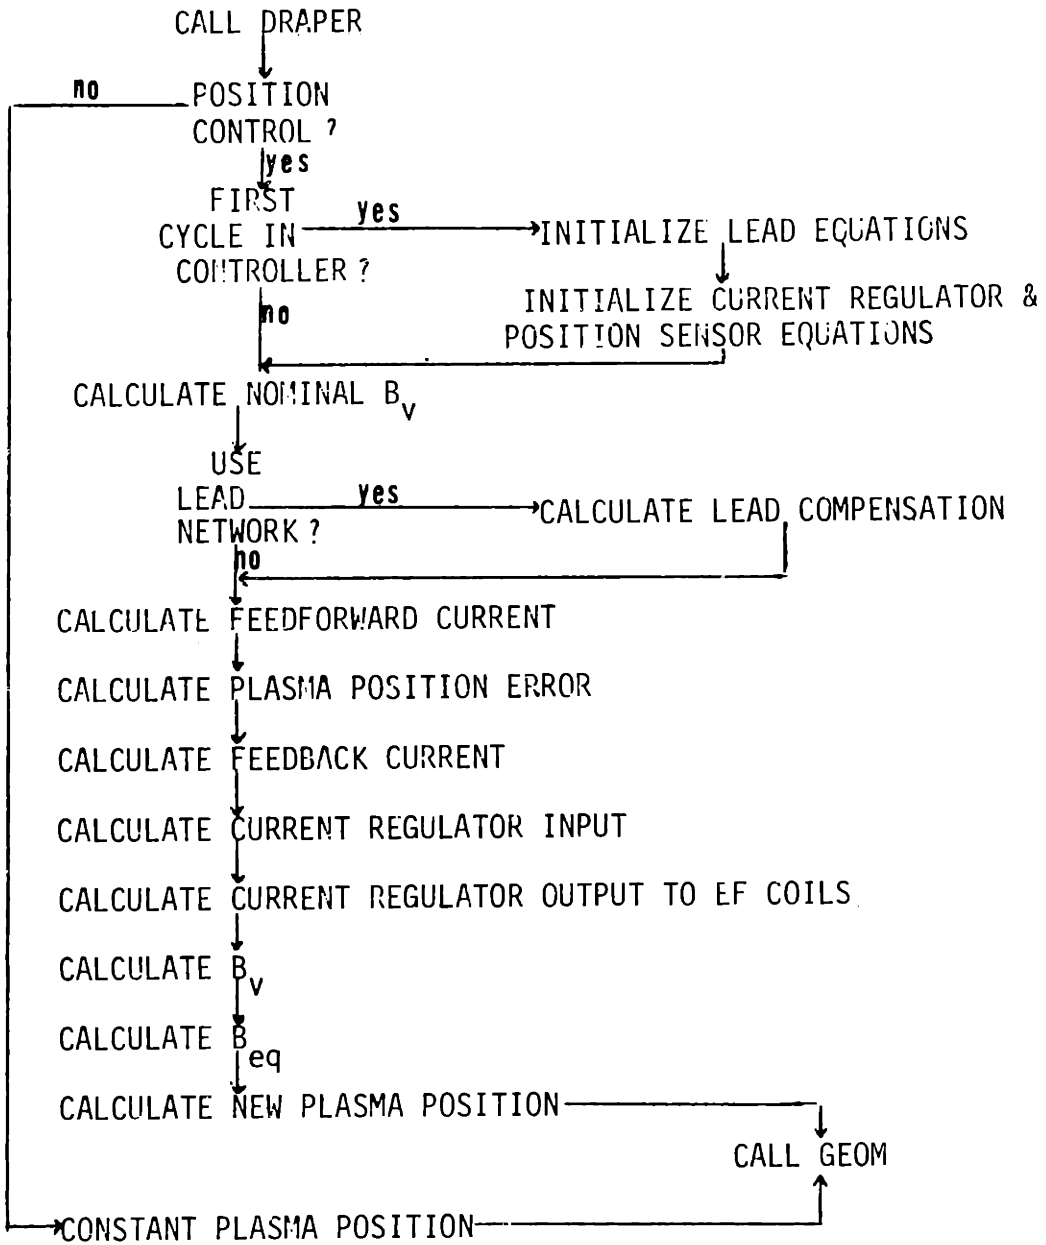 CALL DRAPER
no
POSITION
CONTROL ?
yes
FIRST
CYCLE IN
CONTROLLER ?
yes
INITIALIZE LEAD EQUATIONS
INITIALIZE CURRENT REGULATOR &
POSITION SENSOR EQUATIONS
no
CALCULATE NOMINAL Bv
USE
LEAD
NETWORK ?
yes
CALCULATE LEAD COMPENSATION
no
CALCULATE FEEDFORWARD CURRENT
CALCULATE PLASMA POSITION ERROR
CALCULATE FEEDBACK CURRENT
CALCULATE CURRENT REGULATOR INPUT
CALCULATE CURRENT REGULATOR OUTPUT TO EF COILS
CALCULATE Bv
CALCULATE Beq
CALCULATE NEW PLASMA POSITION
CALL GEOM
CONSTANT PLASMA POSITION